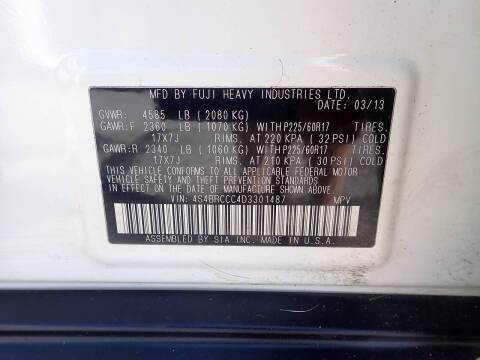 MFD BY FUJI HEAVY INDUSTRIES LTD.
DATE: 03/13
GVWR: 4585 LB ( 2080 KG)
GAWR:F 2360 LB ( 1070 KG) WITH P225/60R17 TIRES,
17X7J RIMS, AT 220 KPA ( 32 PSI) COLD
GAWR:R 2340 LB ( 1060 KG) WITH P225/60R17 TIRES,
17X7J RIMS, AT 210 KPA ( 30 PSI) COLD
THIS VEHICLE CONFORMS TO ALL APPLICABLE FEDERAL MOTOR
VEHICLE SAFETY AND THEFT PREVENTION STANDARDS
IN EFFECT ON THE DATE OF MANUFACTURE SHOWN ABOVE.
VIN: 4S4BRCCC4D3301487 MPV
ASSEMBLED BY SIA INC. MADE IN U.S.A.